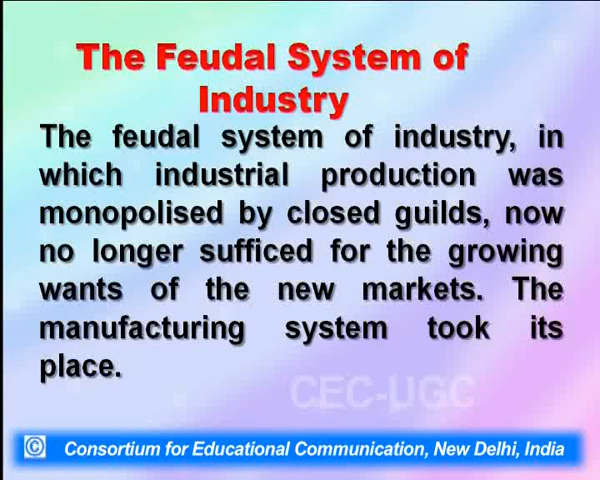 The Feudal System of
Industry
The feudal system of industry, in
which industrial production was
monopolised by closed guilds, now
no longer sufficed for the growing
wants of the new markets. The
manufacturing system took its
place.
CEC-UGC
© Consortium for Educational Communication, New Delhi, India